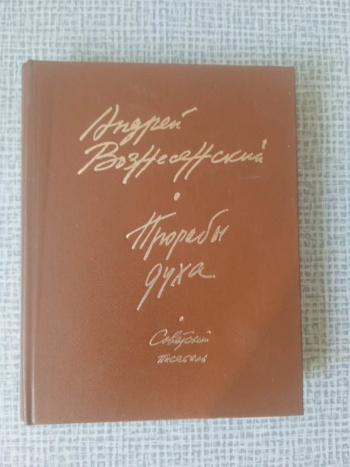 Андрей
Вознесенский
Прорабы
духа
Советский
писатель